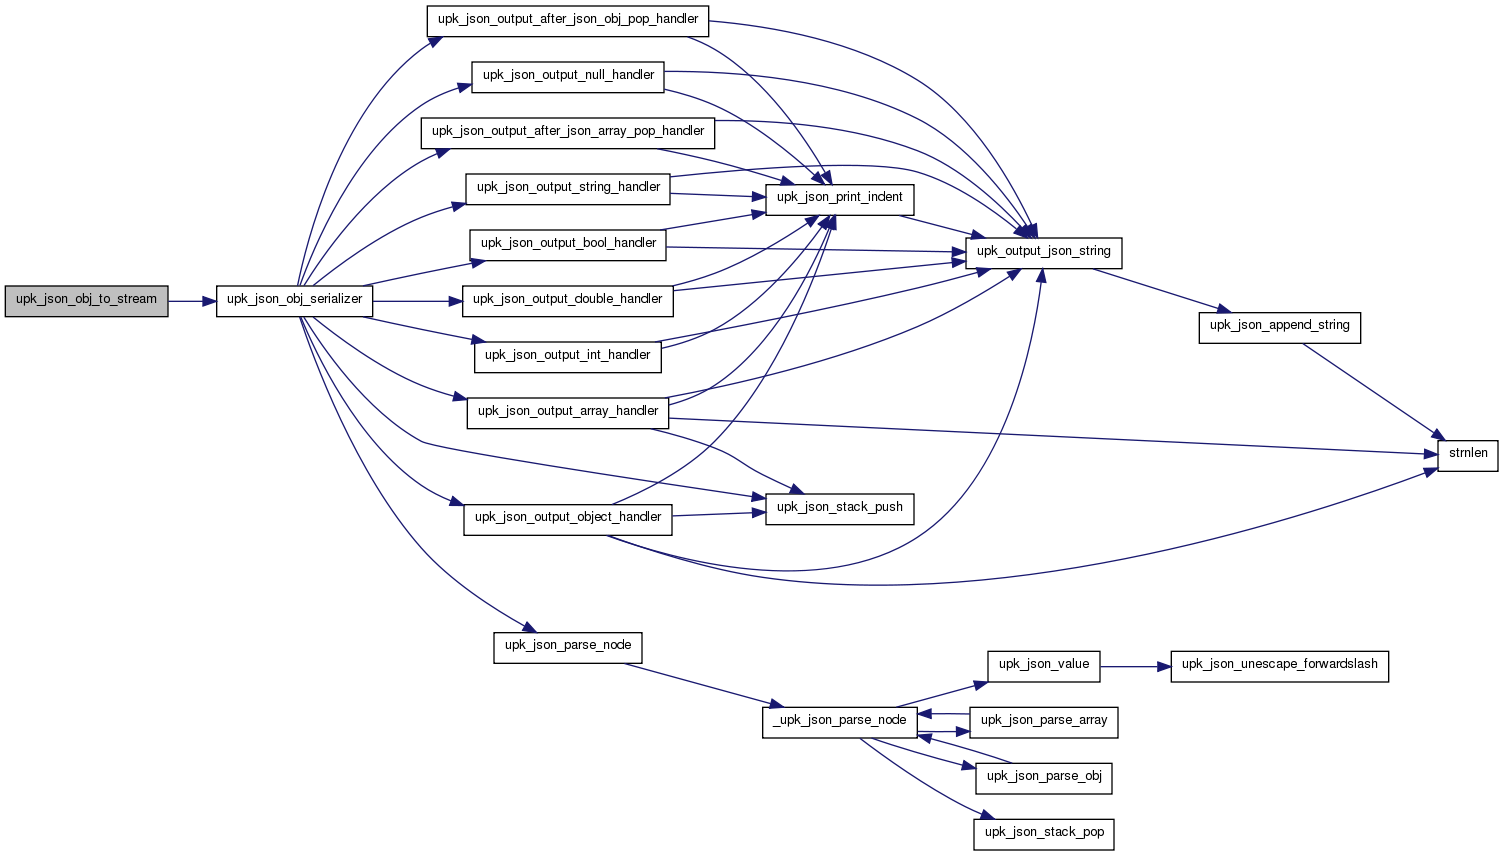 upk_json_output_after_json_obj_pop_handler
upk_json_output_null_handler
upk_json_output_after_json_array_pop_handler
upk_json_output_string_handler
upk_json_print_indent
upk_json_output_bool_handler
upk_output_json_string
upk_json_obj_to_stream
upk_json_obj_serializer
upk_json_output_double_handler
upk_json_append_string
upk_json_output_int_handler
upk_json_output_array_handler
strnlen
upk_json_stack_push
upk_json_output_object_handler
upk_json_parse_node
upk_json_value
upk_json_unescape_forwardslash
_upk_json_parse_node
upk_json_parse_array
upk_json_parse_obj
upk_json_stack_pop